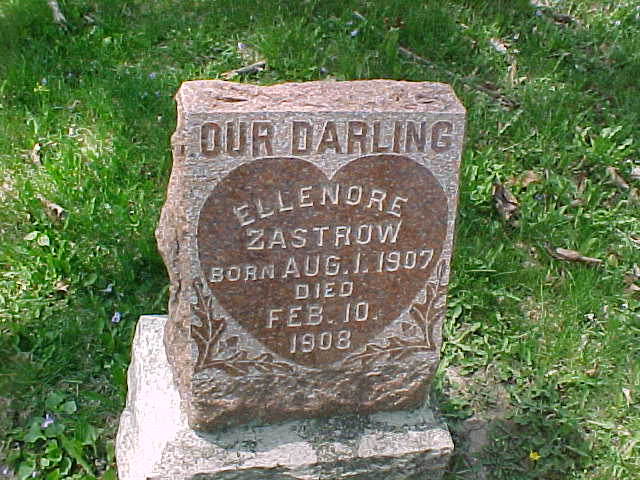 OUR DARLING
ELLENORE
ZASTROW
BORN AUG. 1. 1907
DIED
FEB. 10.
1908